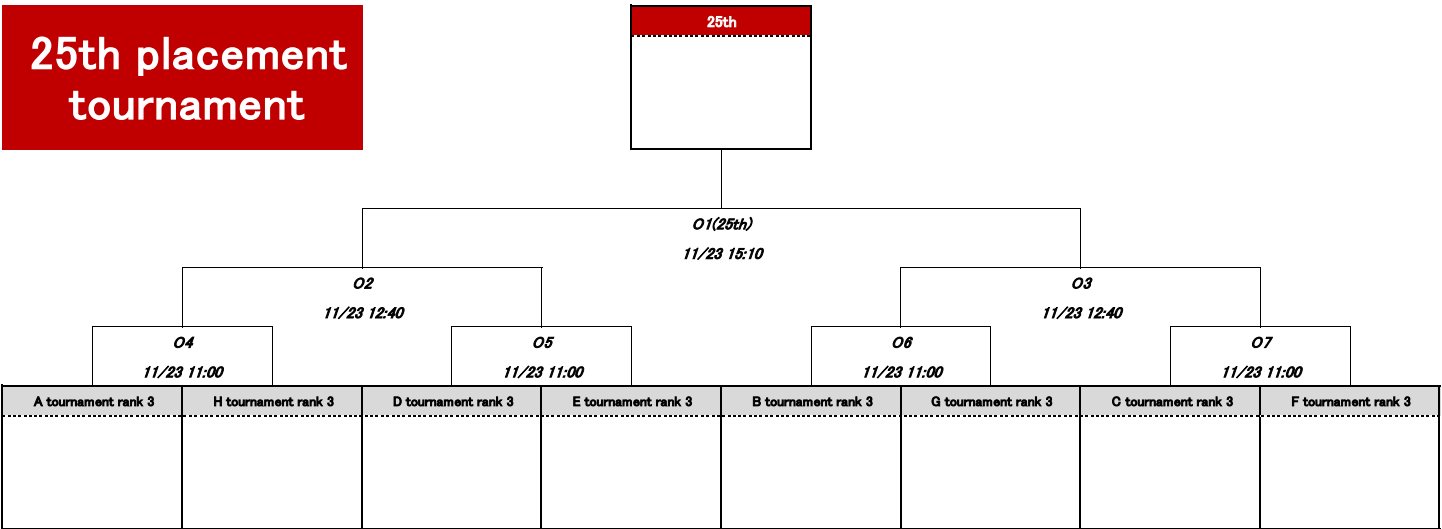 25th placement
tournament
25th
O1(25th)
11/23 15:10
O2
11/23 12:40
O3
11/23 12:40
O4
11/23 11:00
O5
11/23 11:00
O6
11/23 11:00
O7
11/23 11:00
A tournament rank 3
H tournament rank 3
D tournament rank 3
E tournament rank 3
B tournament rank 3
G tournament rank 3
C tournament rank 3
F tournament rank 3